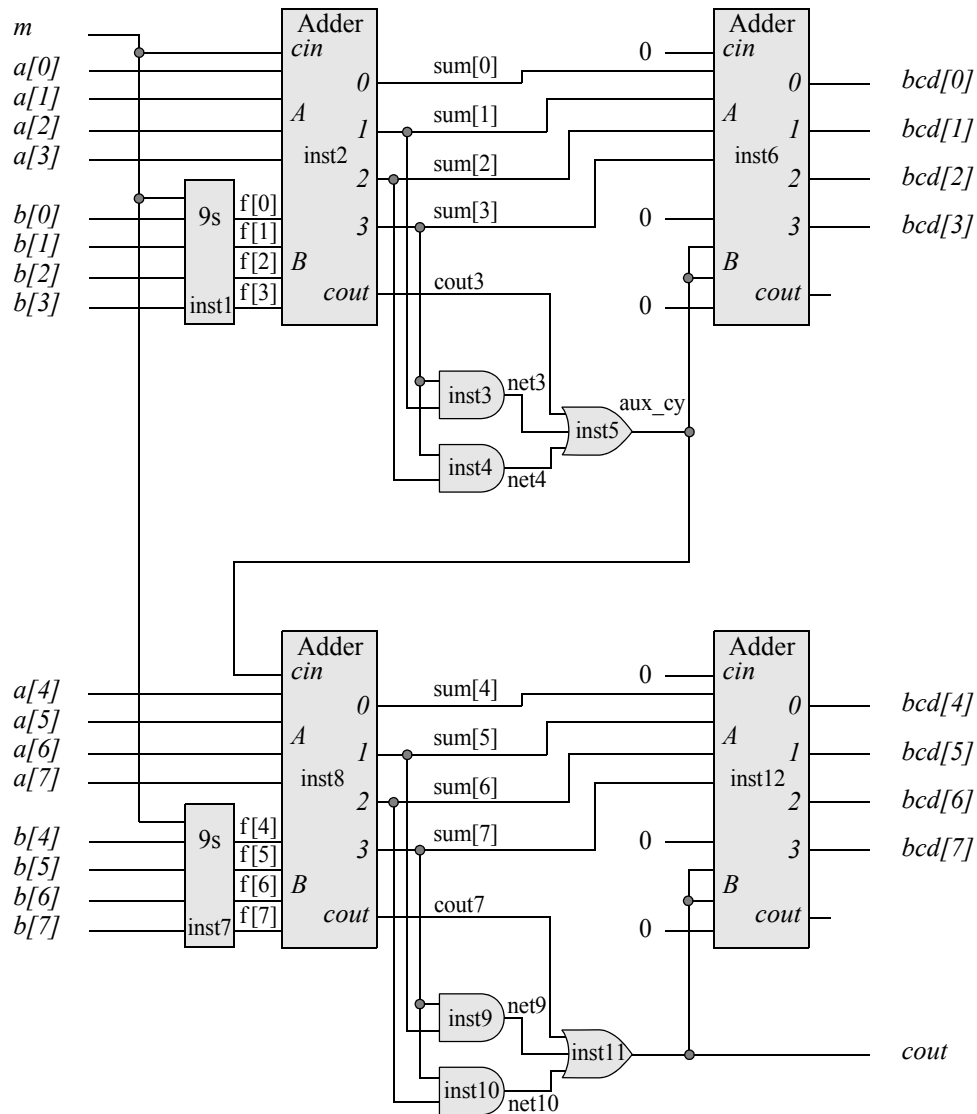 m
a[0]
a[1]
a[2]
a[3]
b[0]
b[1]
b[2]
b[3]
9s
inst1
f[0]
f[1]
f[2]
f[3]
Adder
cin
A
inst2
B
0
1
2
3
cout
sum[0]
sum[1]
sum[2]
sum[3]
cout3
inst3
net3
inst4
net4
inst5
aux_cy
0
0
0
Adder
cin
A
inst6
B
0
1
2
3
cout
bcd[0]
bcd[1]
bcd[2]
bcd[3]
a[4]
a[5]
a[6]
a[7]
b[4]
b[5]
b[6]
b[7]
9s
inst7
f[4]
f[5]
f[6]
f[7]
Adder
cin
A
inst8
B
0
1
2
3
cout
sum[4]
sum[5]
sum[6]
sum[7]
cout7
inst9
net9
inst10
net10
inst11
0
0
0
Adder
cin
A
inst12
B
0
1
2
3
cout
bcd[4]
bcd[5]
bcd[6]
bcd[7]
cout